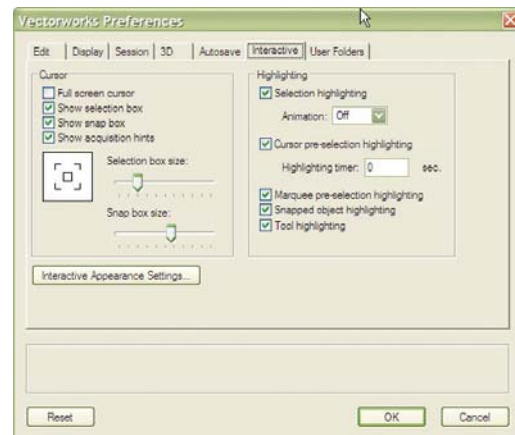 Vectorworks Preferences
Edit Display Session 3D Autosave Interactive User Folders
Cursor
Full screen cursor
Show selection box
Show snap box
Show acquisition hints
Selection box size:
Snap box size:
Interactive Appearance Settings...
Highlighting
Selection highlighting
Animation: Off
Cursor pre-selection highlighting
Highlighting timer: 0 sec.
Marquee pre-selection highlighting
Snapped object highlighting
Tool highlighting
Reset OK Cancel